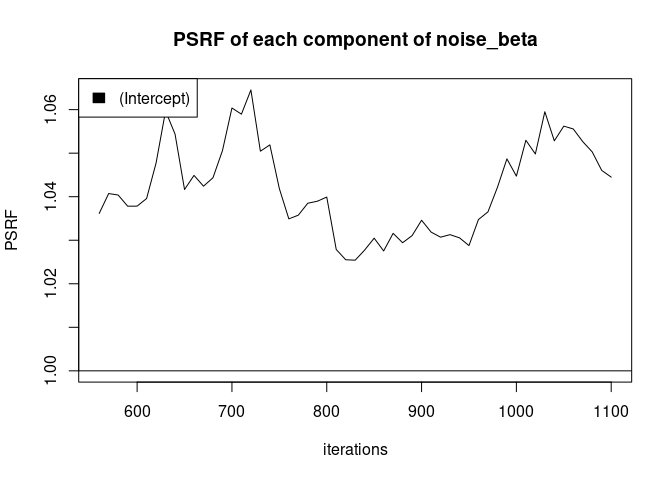 PSRF of each component of noise_beta
(Intercept)
PSRF
1.06
1.04
1.02
1.00
600 700 800 900 1000 1100
iterations